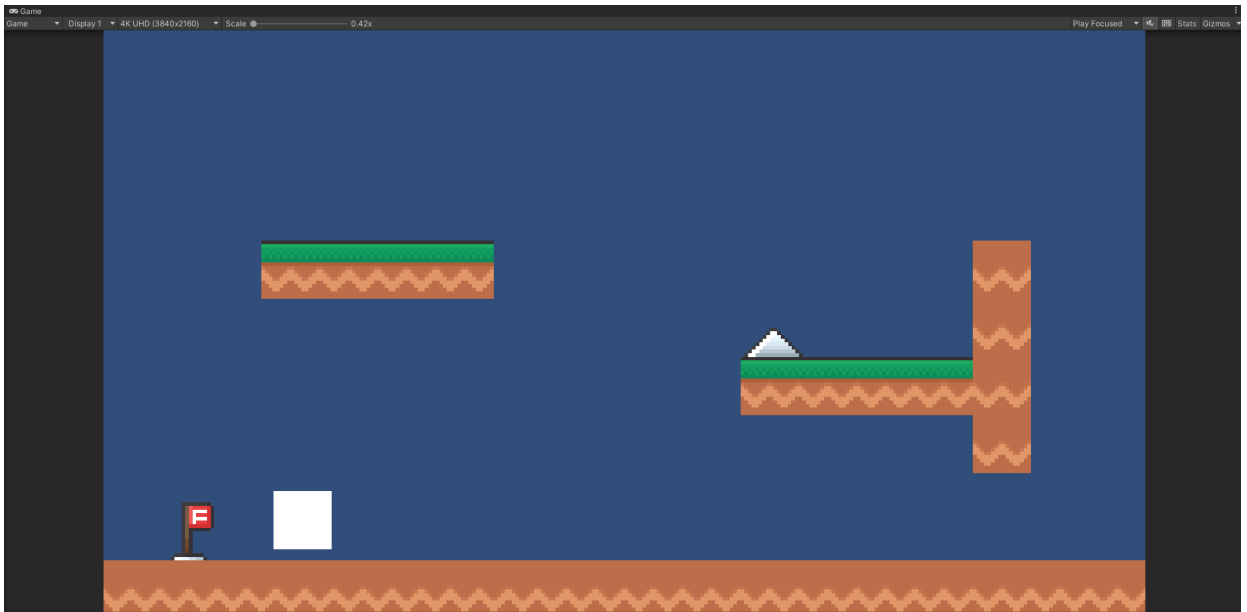 Game
Game Display 1 4K UHD (3840x2160) Scale 0.42x Play Focused Stats Gizmos
F